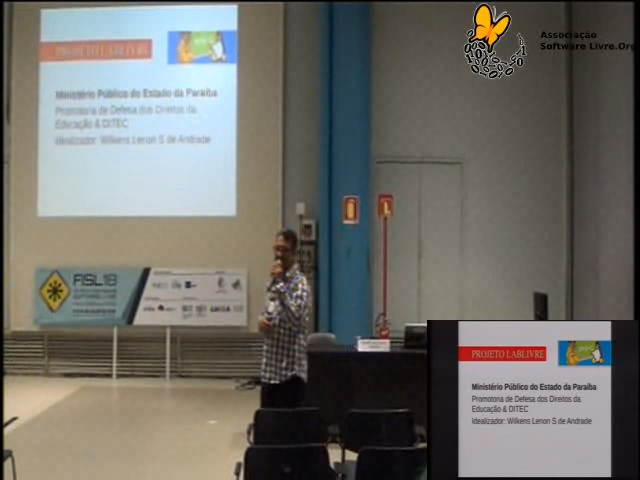 PROJETO LABLIVRE
Ministério Público do Estado da Paraíba
Promotoria de Defesa dos Direitos da
Educação & DITEC
Idealizador: Wilkens Lenon S de Andrade
Associação
Software Livre.Org
FISL18
PROJETO LABLIVRE
Ministério Público do Estado da Paraíba
Promotoria de Defesa dos Direitos da
Educação & DITEC
Idealizador: Wilkens Lenon S de Andrade